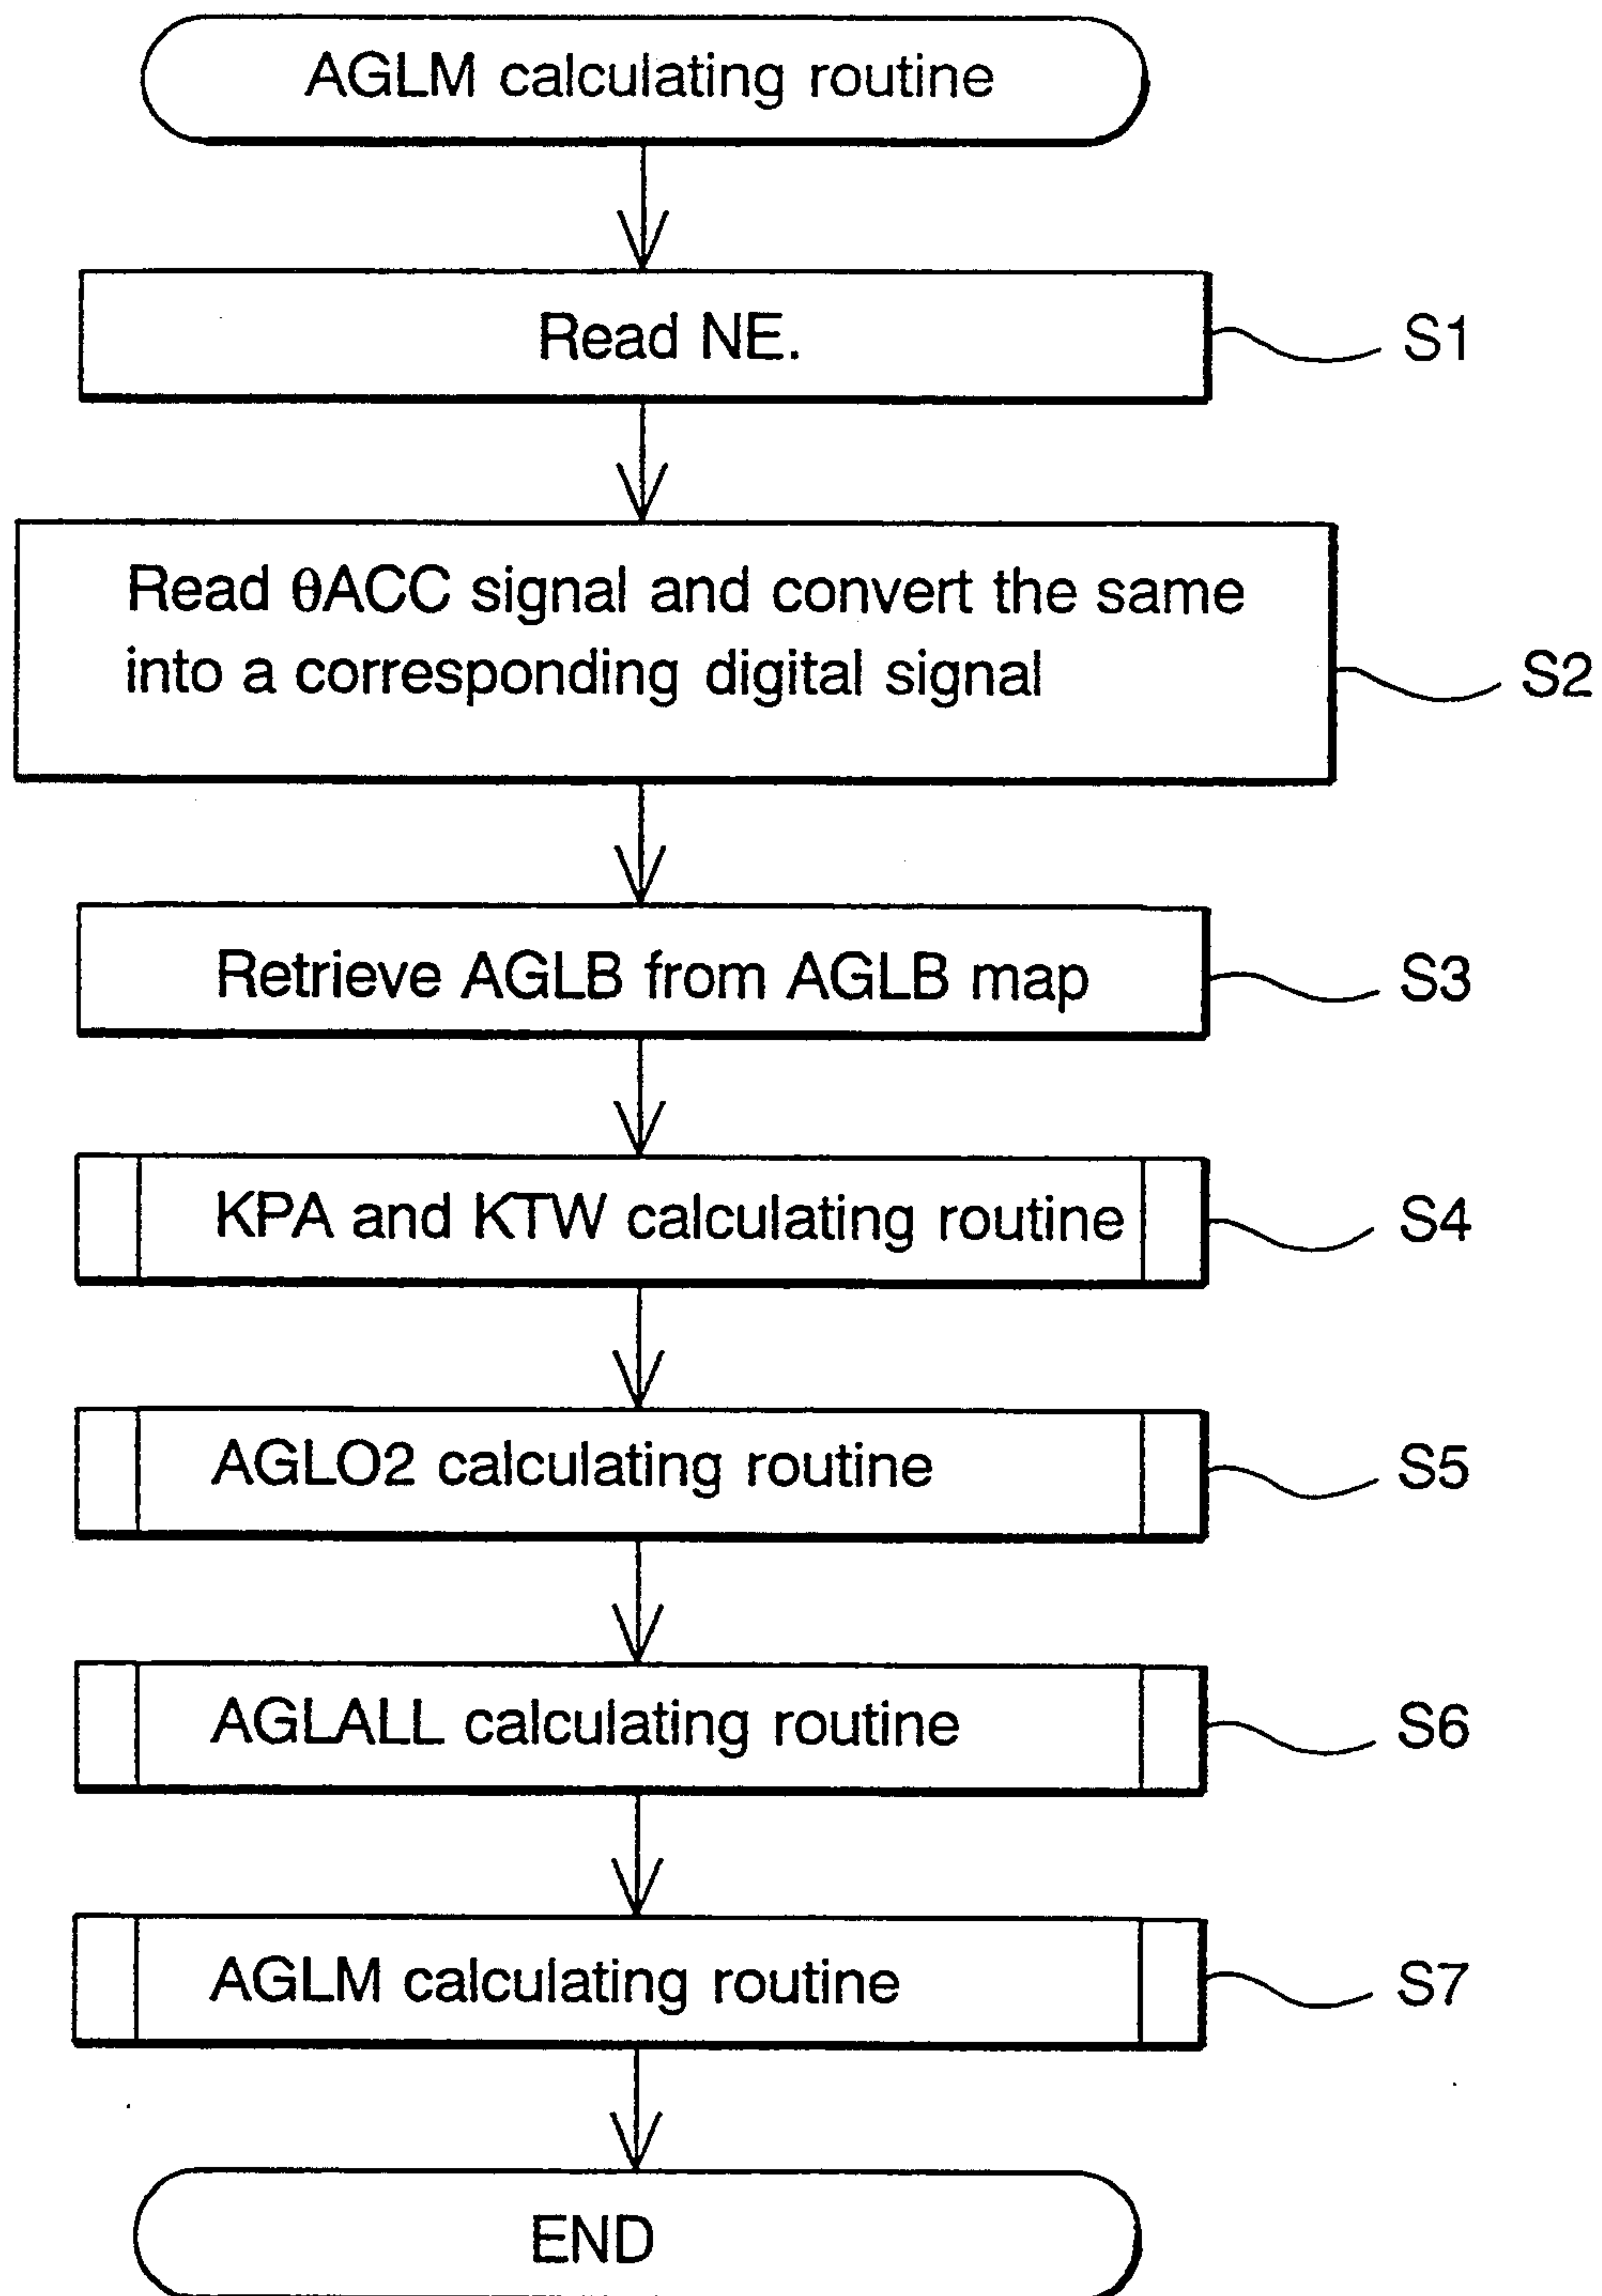 AGLM calculating routine
Read NE.
S1
Read θACC signal and convert the same
into a corresponding digital signal
S2
Retrieve AGLB from AGLB map
S3
KPA and KTW calculating routine
S4
AGLO2 calculating routine
S5
AGLALL calculating routine
S6
AGLM calculating routine
S7
END